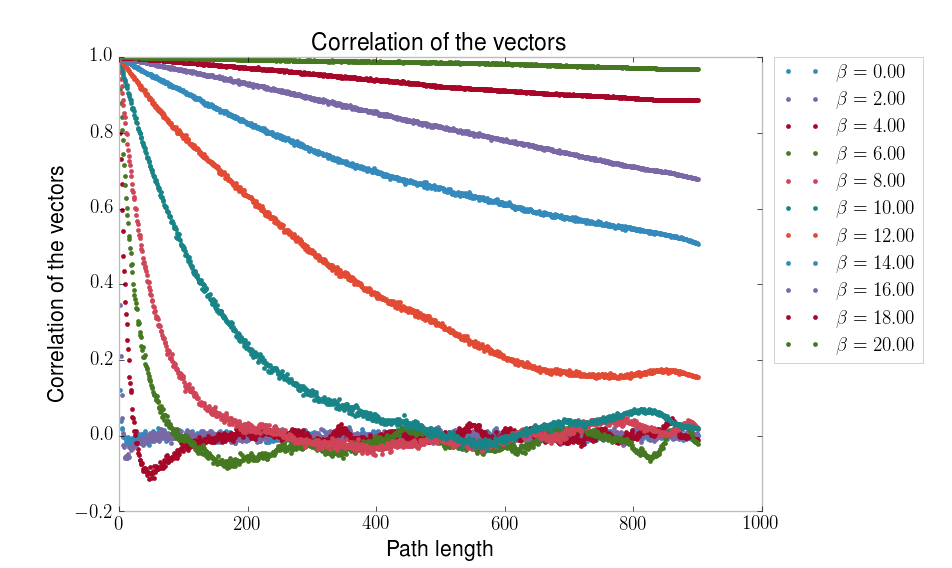 Correlation of the vectors
Correlation of the vectors
1.0
0.8
0.6
0.4
0.2
0.0
−0.2
0 200 400 600 800 1000
Path length
β = 0.00
β = 2.00
β = 4.00
β = 6.00
β = 8.00
β = 10.00
β = 12.00
β = 14.00
β = 16.00
β = 18.00
β = 20.00